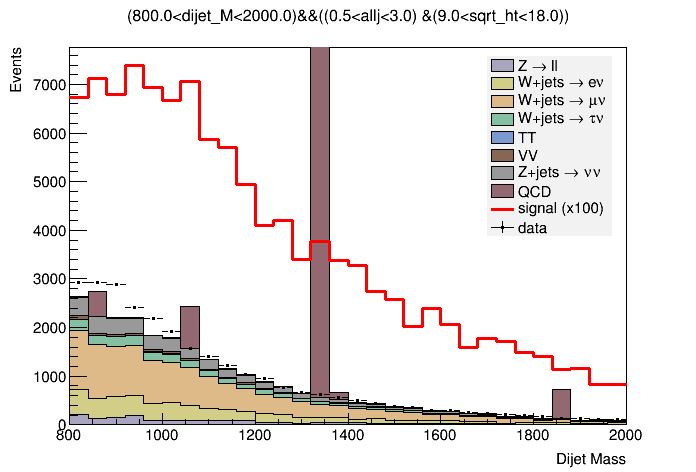 (800.0<dijet_M<2000.0)&&((0.5<allj<3.0) &(9.0<sqrt_ht<18.0))
Events
7000
6000
5000
4000
3000
2000
1000
0
800
1000
1200
1400
1600
1800
2000
Dijet Mass
Z → ll
W+jets → eν
W+jets → μν
W+jets → τν
TT
VV
Z+jets → νν
QCD
signal (x100)
data